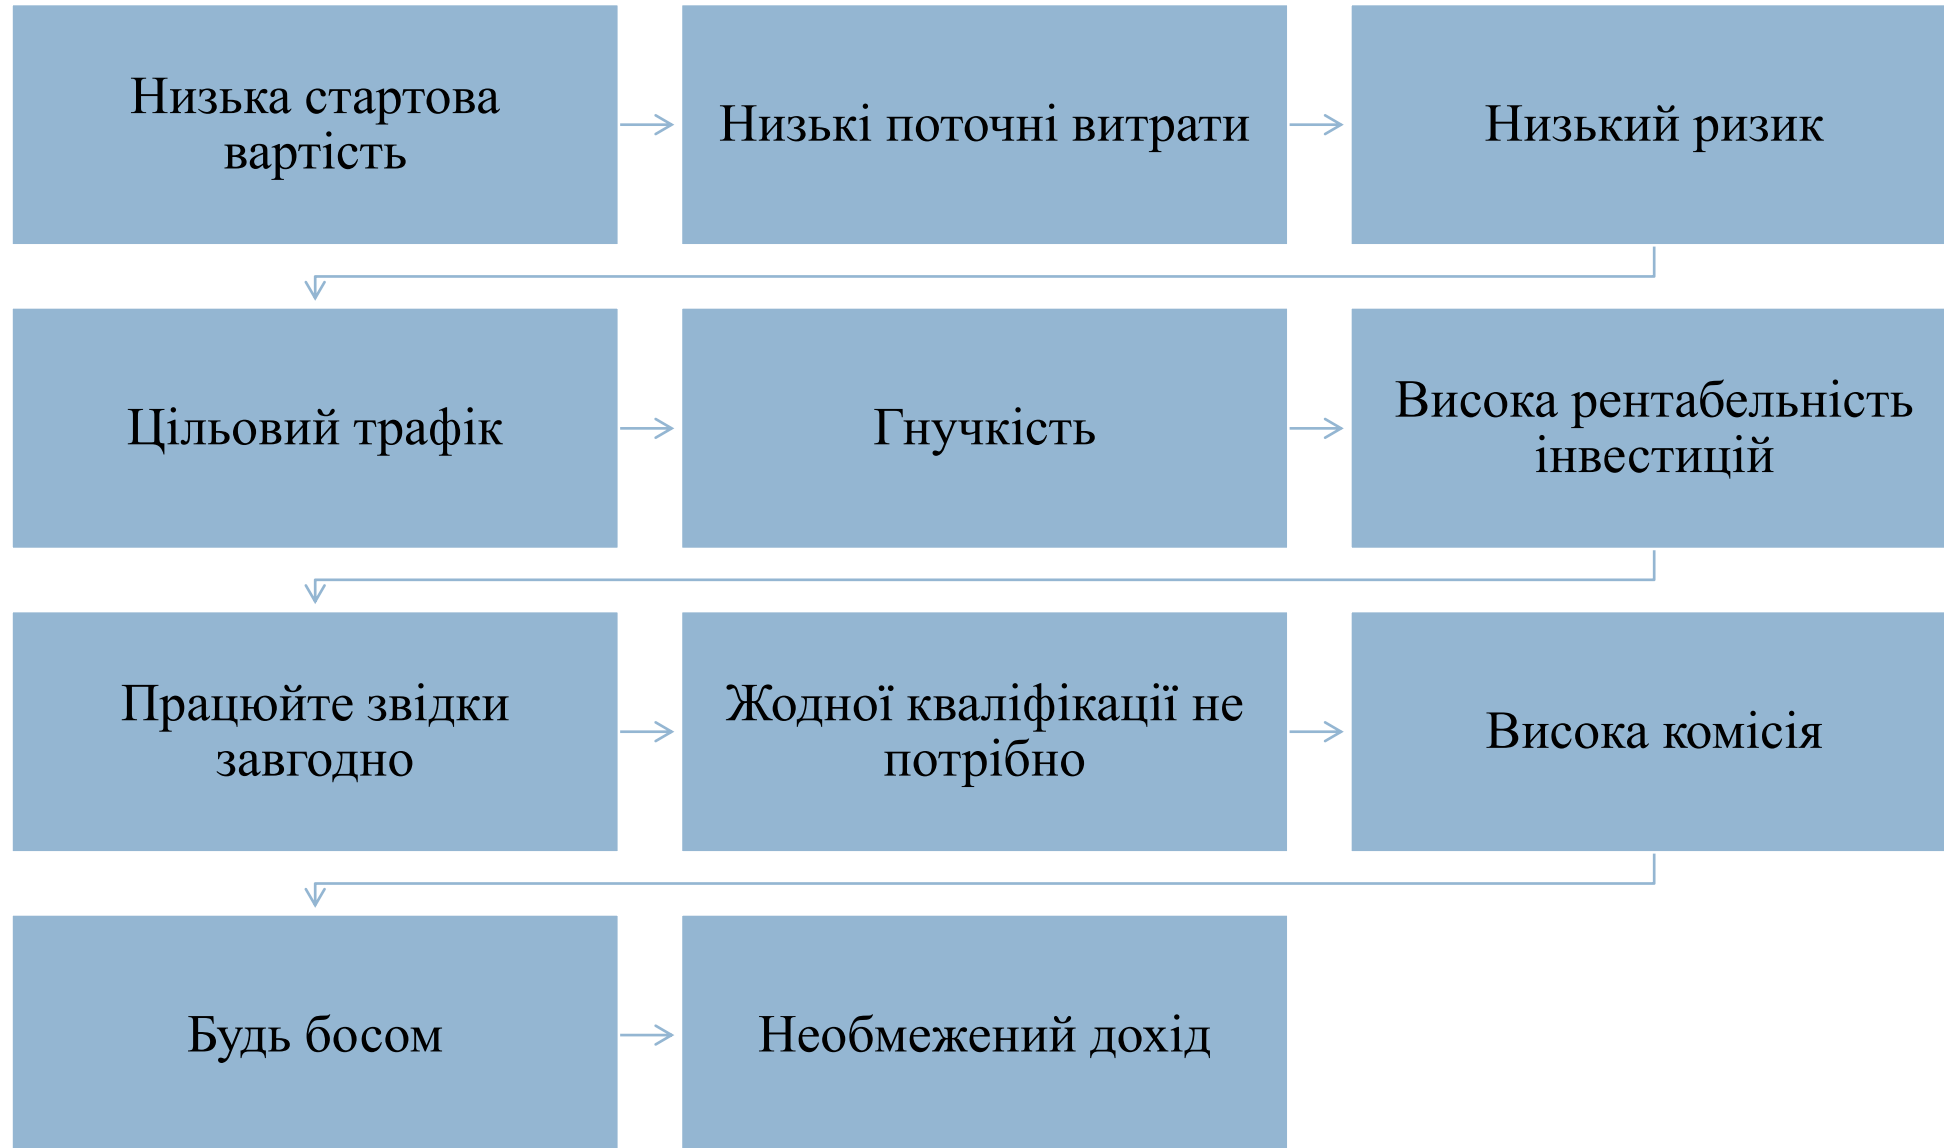 Низька стартова
вартість
Низькі поточні витрати
Низький ризик
Цільовий трафік
Гнучкість
Висока рентабельність
інвестицій
Працюйте звідки
завгодно
Жодної кваліфікації не
потрібно
Висока комісія
Будь босом
Необмежений дохід